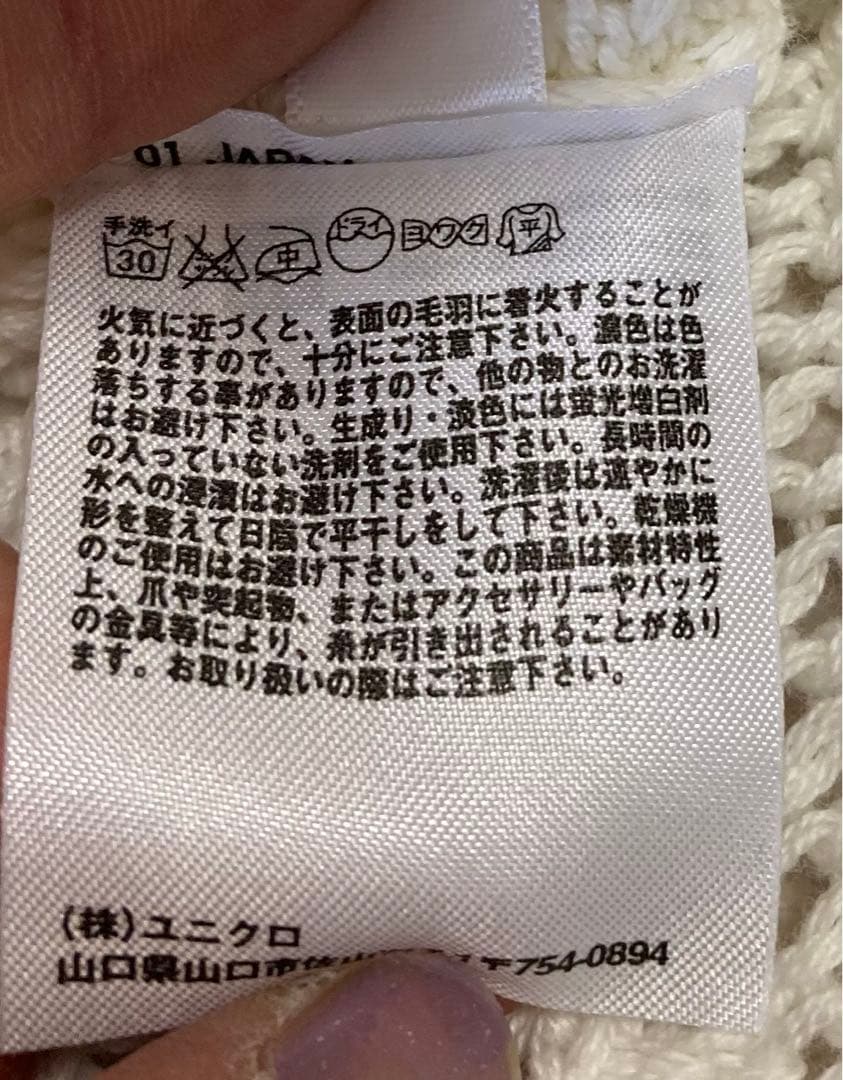 91 JAPAN
手洗イ 30 中 ドライ ヨワク 平
火気に近づくと、表面の毛羽に着火することが
ありますので、十分にご注意下さい。濃色は色
落ちする事がありますので、他の物とのお洗濯
はお避け下さい。生成り・淡色には蛍光増白剤
の入っていない洗剤をご使用下さい。長時間の
水への浸漬はお避け下さい。洗濯後は速やかに
形を整えて日陰で平干しをして下さい。乾燥機
のご使用はお避け下さい。この商品は素材特性
上、爪や突起物、またはアクセサリーやバッグ
の金具等により、糸が引き出されることがあり
ます。お取り扱いの際はご注意下さい。
(株)ユニクロ
山口県山口市佐山 〒754-0894